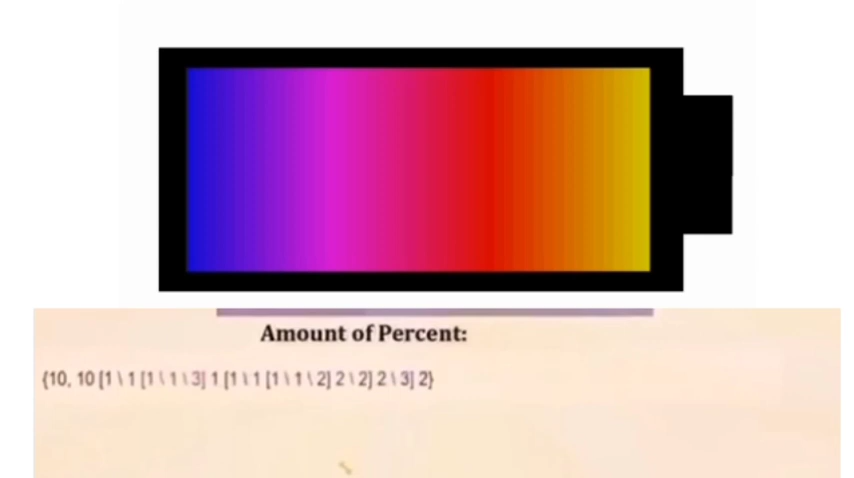 Amount of Percent:
{10, 10 [1 \ 1 [1 \ 1 \ 3] 1 [1 \ 1 [1 \ 1 \ 2] 2 \ 2] 2 \ 3] 2}